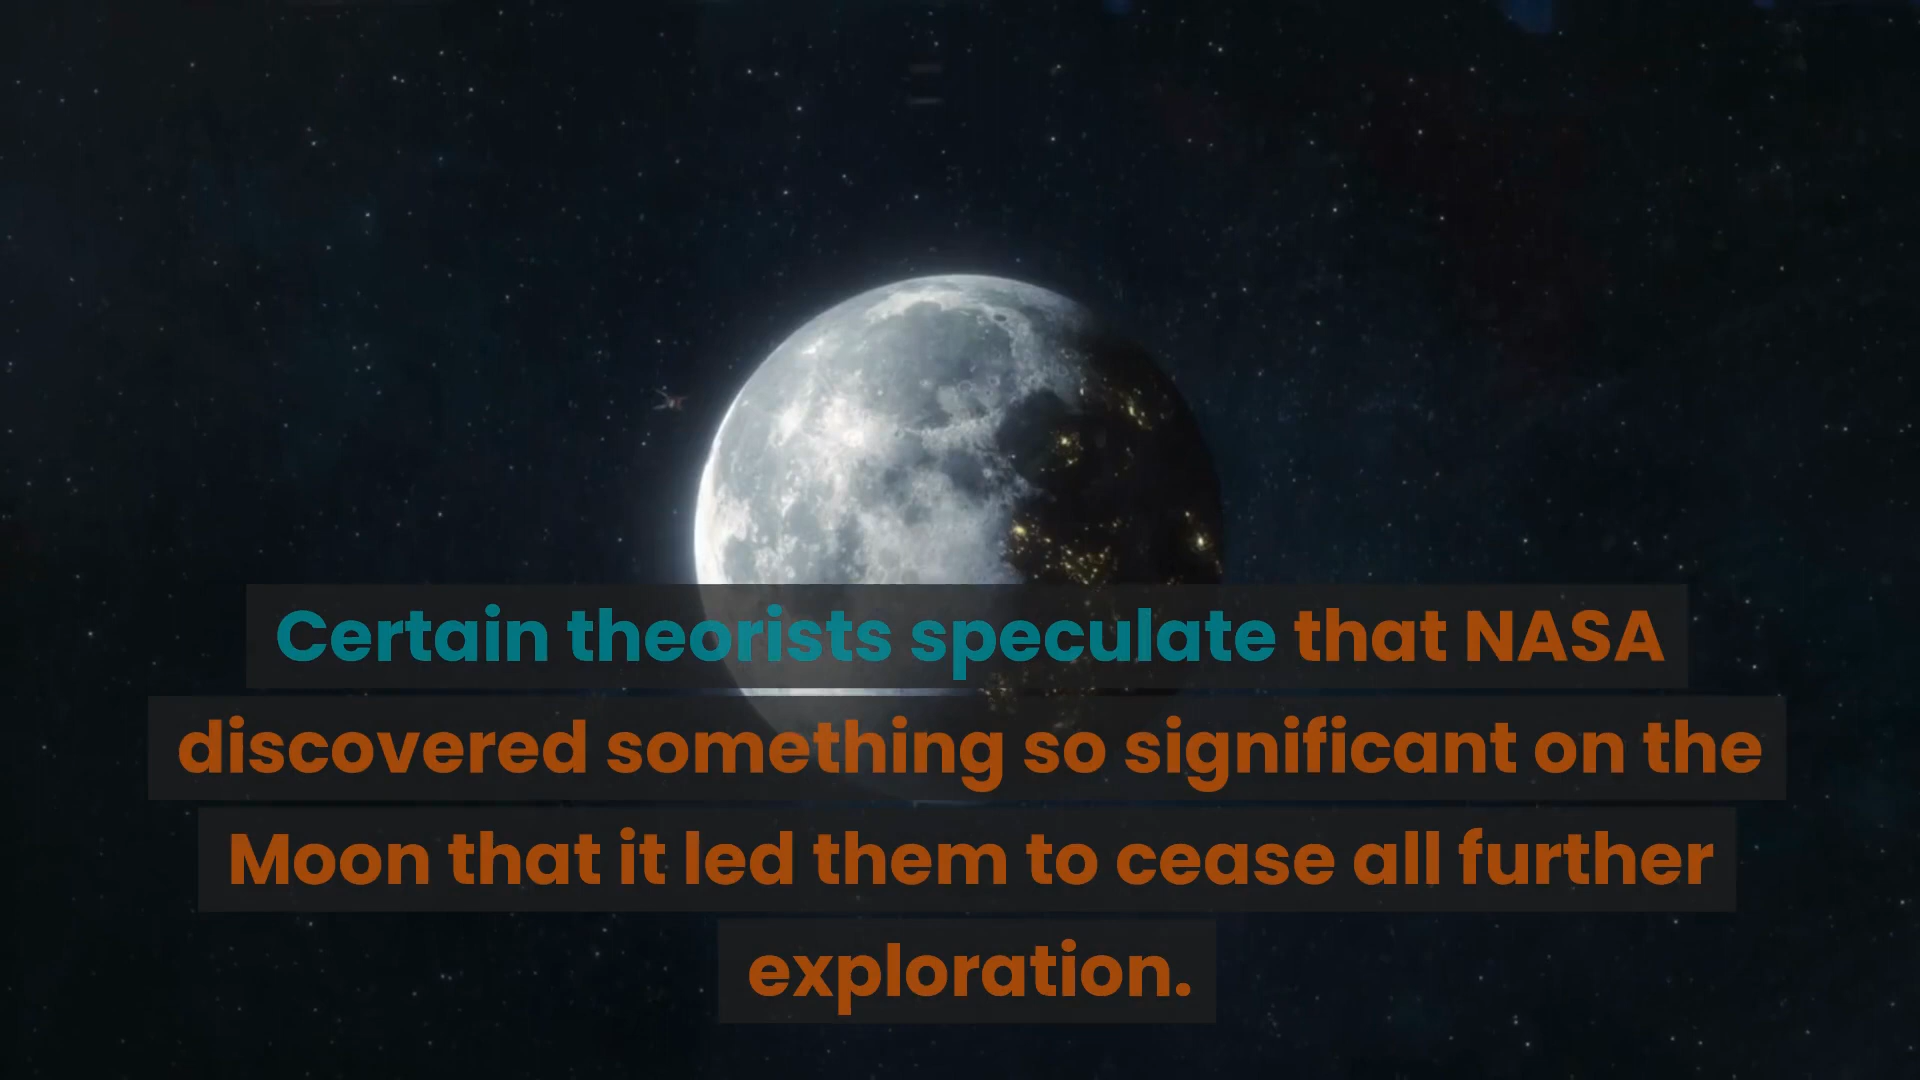 Certain theorists speculate that NASA
discovered something so significant on the
Moon that it led them to cease all further
exploration.